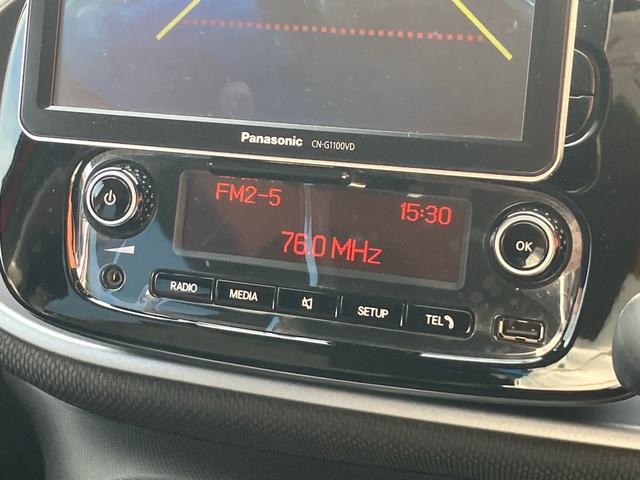 Panasonic CN-G1100VD
FM2-5 15:30
76.0 MHz
OK
RADIO MEDIA SETUP TEL